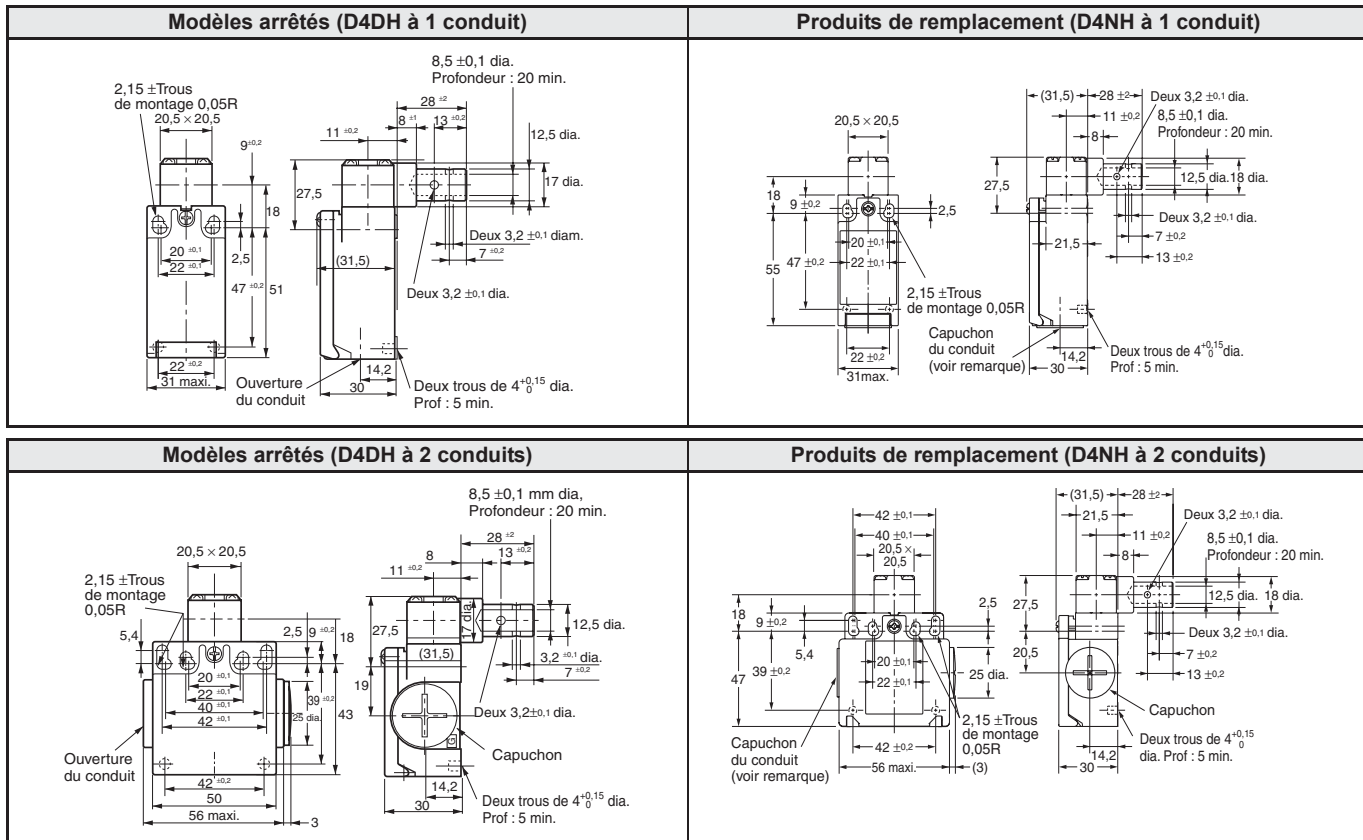 Modèles arrêtés (D4DH à 1 conduit)
8,5 ±0,1 dia.
Profondeur : 20 min.
2,15 ±Trous
de montage 0,05R
20,5 × 20,5
28 ±2
8 ±1
13 ±0,2
11 ±0,2
12,5 dia.
9±0,2
27,5
17 dia.
18
Deux 3,2 ±0,1 diam.
20 ±0,1
2,5
7 ±0,2
22 ±0,1
(31,5)
47 ±0,2
51
Deux 3,2 ±0,1 dia.
22 ±0,2
31 maxi.
Ouverture
du conduit
14,2
30
Deux trous de 4 +0,15 0 dia.
Prof : 5 min.
Produits de remplacement (D4NH à 1 conduit)
(31,5)
28 ±2
Deux 3,2 ±0,1 dia.
11 ±0,2
8,5 ±0,1 dia.
Profondeur : 20 min.
20,5 × 20,5
8
27,5
12,5 dia.
18 dia.
18
9 ±0,2
2,5
Deux 3,2 ±0,1 dia.
20 ±0,1
21,5
7 ±0,2
47 ±0,2
22 ±0,1
13 ±0,2
55
2,15 ±Trous
de montage 0,05R
Capuchon
du conduit
(voir remarque)
22 ±0,2
31max.
14,2
30
Deux trous de 4 +0,15 0 dia.
Prof : 5 min.
Modèles arrêtés (D4DH à 2 conduits)
8,5 ±0,1 mm dia,
Profondeur : 20 min.
28 ±2
20,5 × 20,5
8
13 ±0,2
11 ±0,2
2,15 ±Trous
de montage
0,05R
17 dia.
12,5 dia.
5,4
2,5
9 ±0,2
18
27,5
(31,5)
3,2 ±0,1 dia.
7 ±0,2
20 ±0,1
22 ±0,1
40 ±0,1
42 ±0,1
25 dia.
39 ±0,2
43
19
Deux 3,2±0,1 dia.
Ouverture
du conduit
Capuchon
G
42 ±0,2
50
56 maxi.
3
14,2
30
Deux trous de 4 +0,15 0 dia.
Prof : 5 min.
Produits de remplacement (D4NH à 2 conduits)
(31,5)
28 ±2
42 ±0,1
21,5
Deux 3,2 ±0,1 dia.
40 ±0,1
11 ±0,2
20,5 ×
20,5
8
8,5 ±0,1 dia.
Profondeur : 20 min.
18
9 ±0,2
2,5
27,5
12,5 dia.
18 dia.
5,4
Deux 3,2 ±0,1 dia.
20,5
47
39 ±0,2
20 ±0,1
22 ±0,1
25 dia.
7 ±0,2
13 ±0,2
Capuchon
2,15 ±Trous
de montage
0,05R
Capuchon
du conduit
(voir remarque)
42 ±0,2
56 maxi.
(3)
14,2
30
Deux trous de 4 +0,15 0
dia. Prof : 5 min.